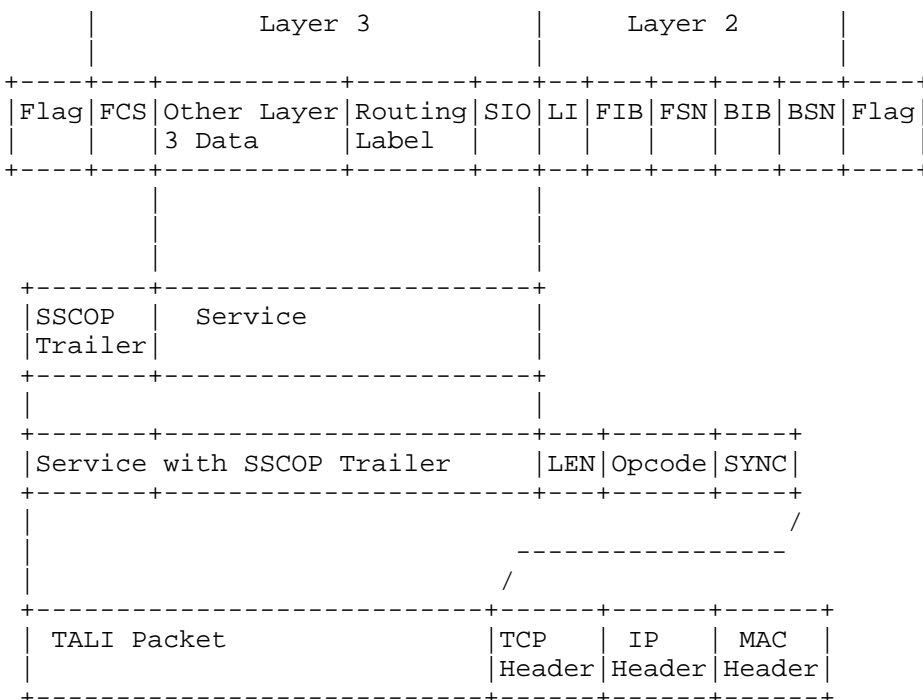 Layer 3 Layer 2
Flag FCS Other Layer Routing SIO LI FIB FSN BIB BSN Flag
3 Data Label
SSCOP Service
Trailer
Service with SSCOP Trailer LEN Opcode SYNC
TALI Packet TCP IP MAC
Header Header Header